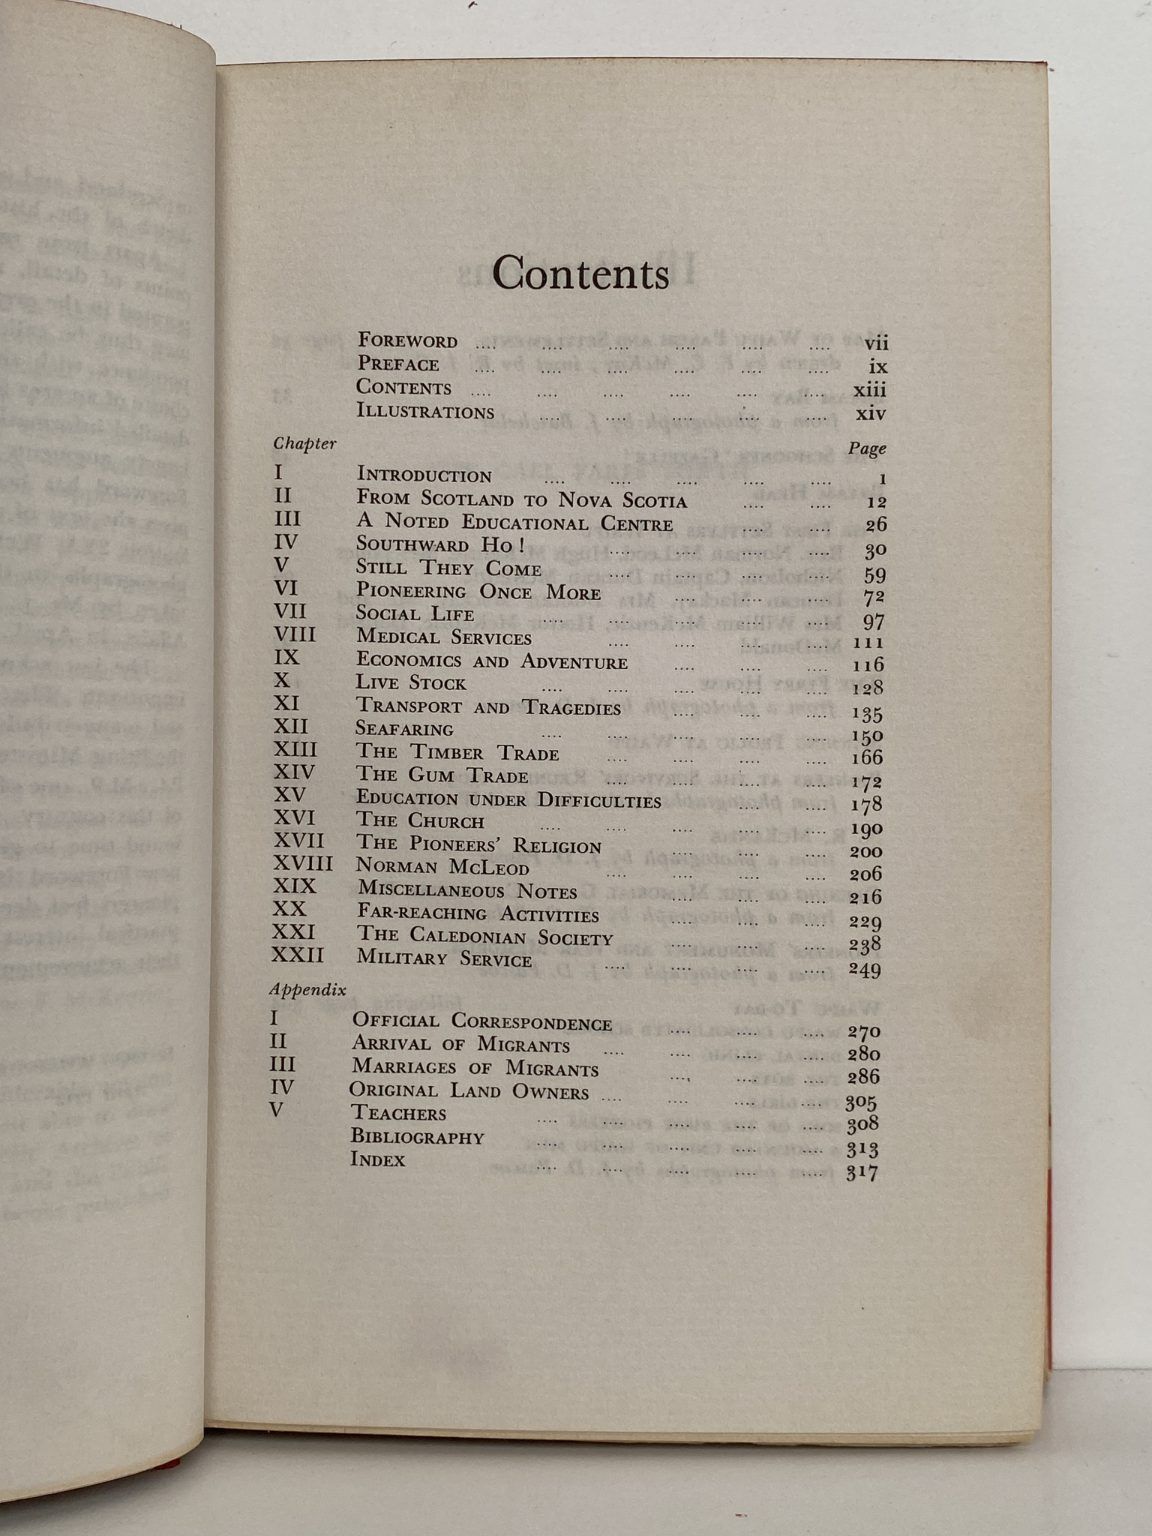 Contents
FOREWORD .... .... .... .... .... .... vii
PREFACE .... .... .... .... .... .... ix
CONTENTS .... .... .... .... .... .... xiii
ILLUSTRATIONS .... .... .... .... .... xiv
Chapter Page
I INTRODUCTION .... .... .... .... .... 1
II FROM SCOTLAND TO NOVA SCOTIA .... .... 12
III A NOTED EDUCATIONAL CENTRE .... .... 26
IV SOUTHWARD HO! .... .... .... .... 30
V STILL THEY COME .... .... .... .... 59
VI PIONEERING ONCE MORE .... .... .... 72
VII SOCIAL LIFE .... .... .... .... .... 97
VIII MEDICAL SERVICES .... .... .... .... 111
IX ECONOMICS AND ADVENTURE .... .... .... 116
X LIVE STOCK .... .... .... .... .... 128
XI TRANSPORT AND TRAGEDIES .... .... .... 135
XII SEAFARING .... .... .... .... .... 150
XIII THE TIMBER TRADE .... .... .... .... 166
XIV THE GUM TRADE .... .... .... .... 172
XV EDUCATION UNDER DIFFICULTIES .... .... 178
XVI THE CHURCH .... .... .... .... .... 190
XVII THE PIONEERS' RELIGION .... .... .... 200
XVIII NORMAN MCLEOD .... .... .... .... 206
XIX MISCELLANEOUS NOTES .... .... .... 216
XX FAR-REACHING ACTIVITIES .... .... .... 229
XXI THE CALEDONIAN SOCIETY .... .... .... 238
XXII MILITARY SERVICE .... .... .... .... 249
Appendix
I OFFICIAL CORRESPONDENCE .... .... .... 270
II ARRIVAL OF MIGRANTS .... .... .... .... 280
III MARRIAGES OF MIGRANTS .... .... .... 286
IV ORIGINAL LAND OWNERS .... .... .... .... 305
V TEACHERS .... .... .... .... .... 308
BIBLIOGRAPHY .... .... .... .... .... 313
INDEX .... .... .... .... .... 317